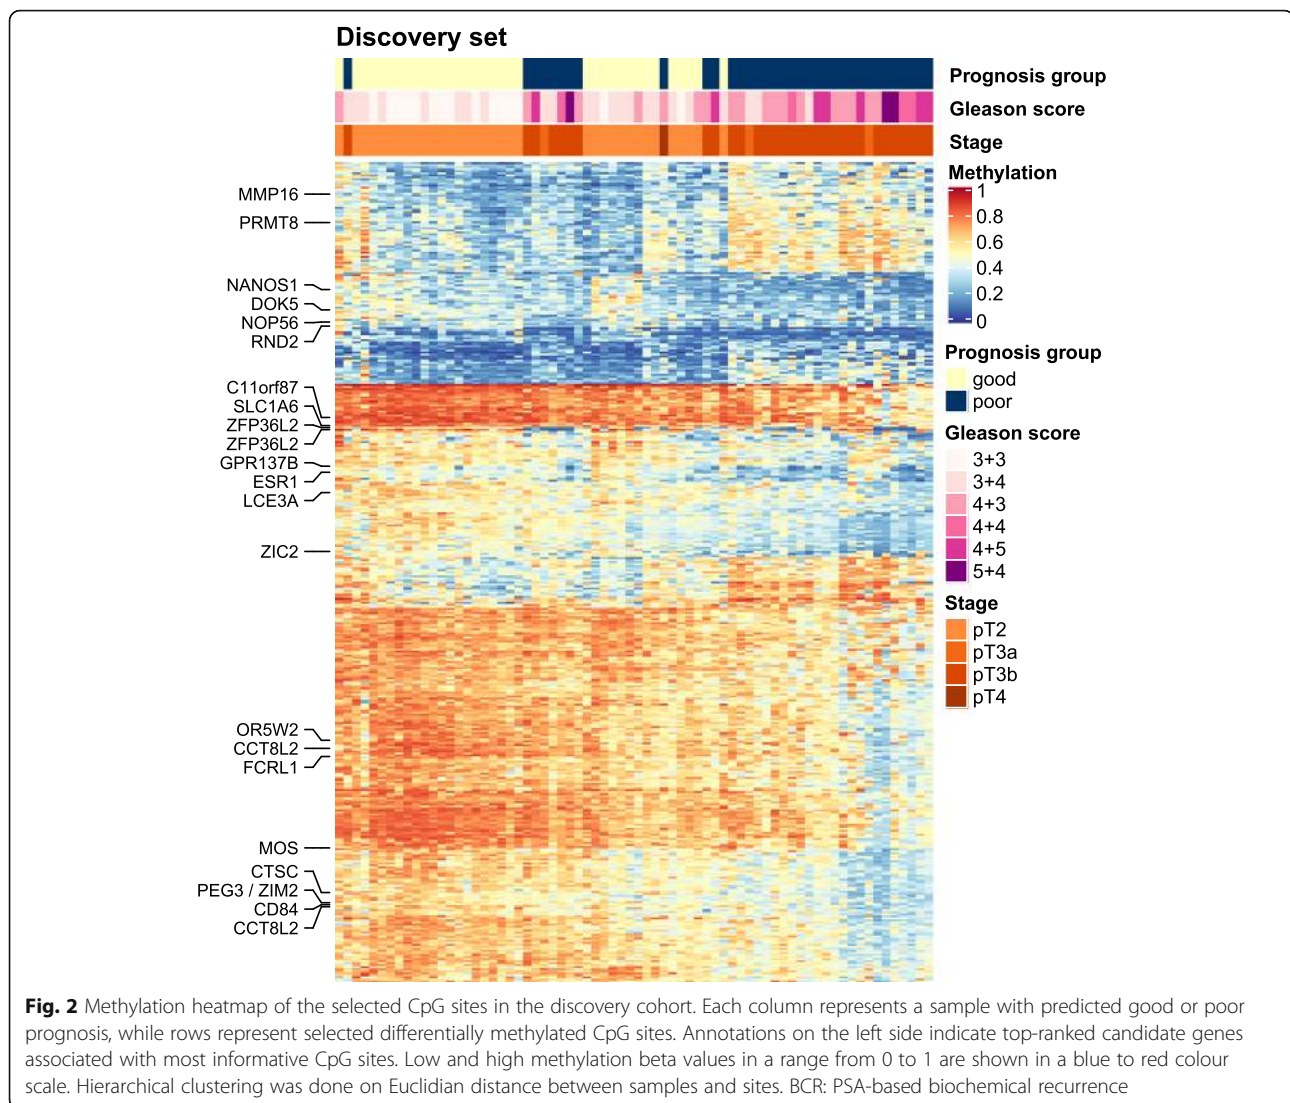 Discovery set
Prognosis group
Gleason score
Stage
MMP16
PRMT8
NANOS1
DOK5
NOP56
RND2
C11orf87
SLC1A6
ZFP36L2
ZFP36L2
GPR137B
ESR1
LCE3A
ZIC2
OR5W2
CCT8L2
FCRL1
MOS
CTSC
PEG3 / ZIM2
CD84
CCT8L2
Methylation
1
0.8
0.6
0.4
0.2
0
Prognosis group
good
poor
Gleason score
3+3
3+4
4+3
4+4
4+5
5+4
Stage
pT2
pT3a
pT3b
pT4
Fig. 2 Methylation heatmap of the selected CpG sites in the discovery cohort. Each column represents a sample with predicted good or poor
prognosis, while rows represent selected differentially methylated CpG sites. Annotations on the left side indicate top-ranked candidate genes
associated with most informative CpG sites. Low and high methylation beta values in a range from 0 to 1 are shown in a blue to red colour
scale. Hierarchical clustering was done on Euclidian distance between samples and sites. BCR: PSA-based biochemical recurrence